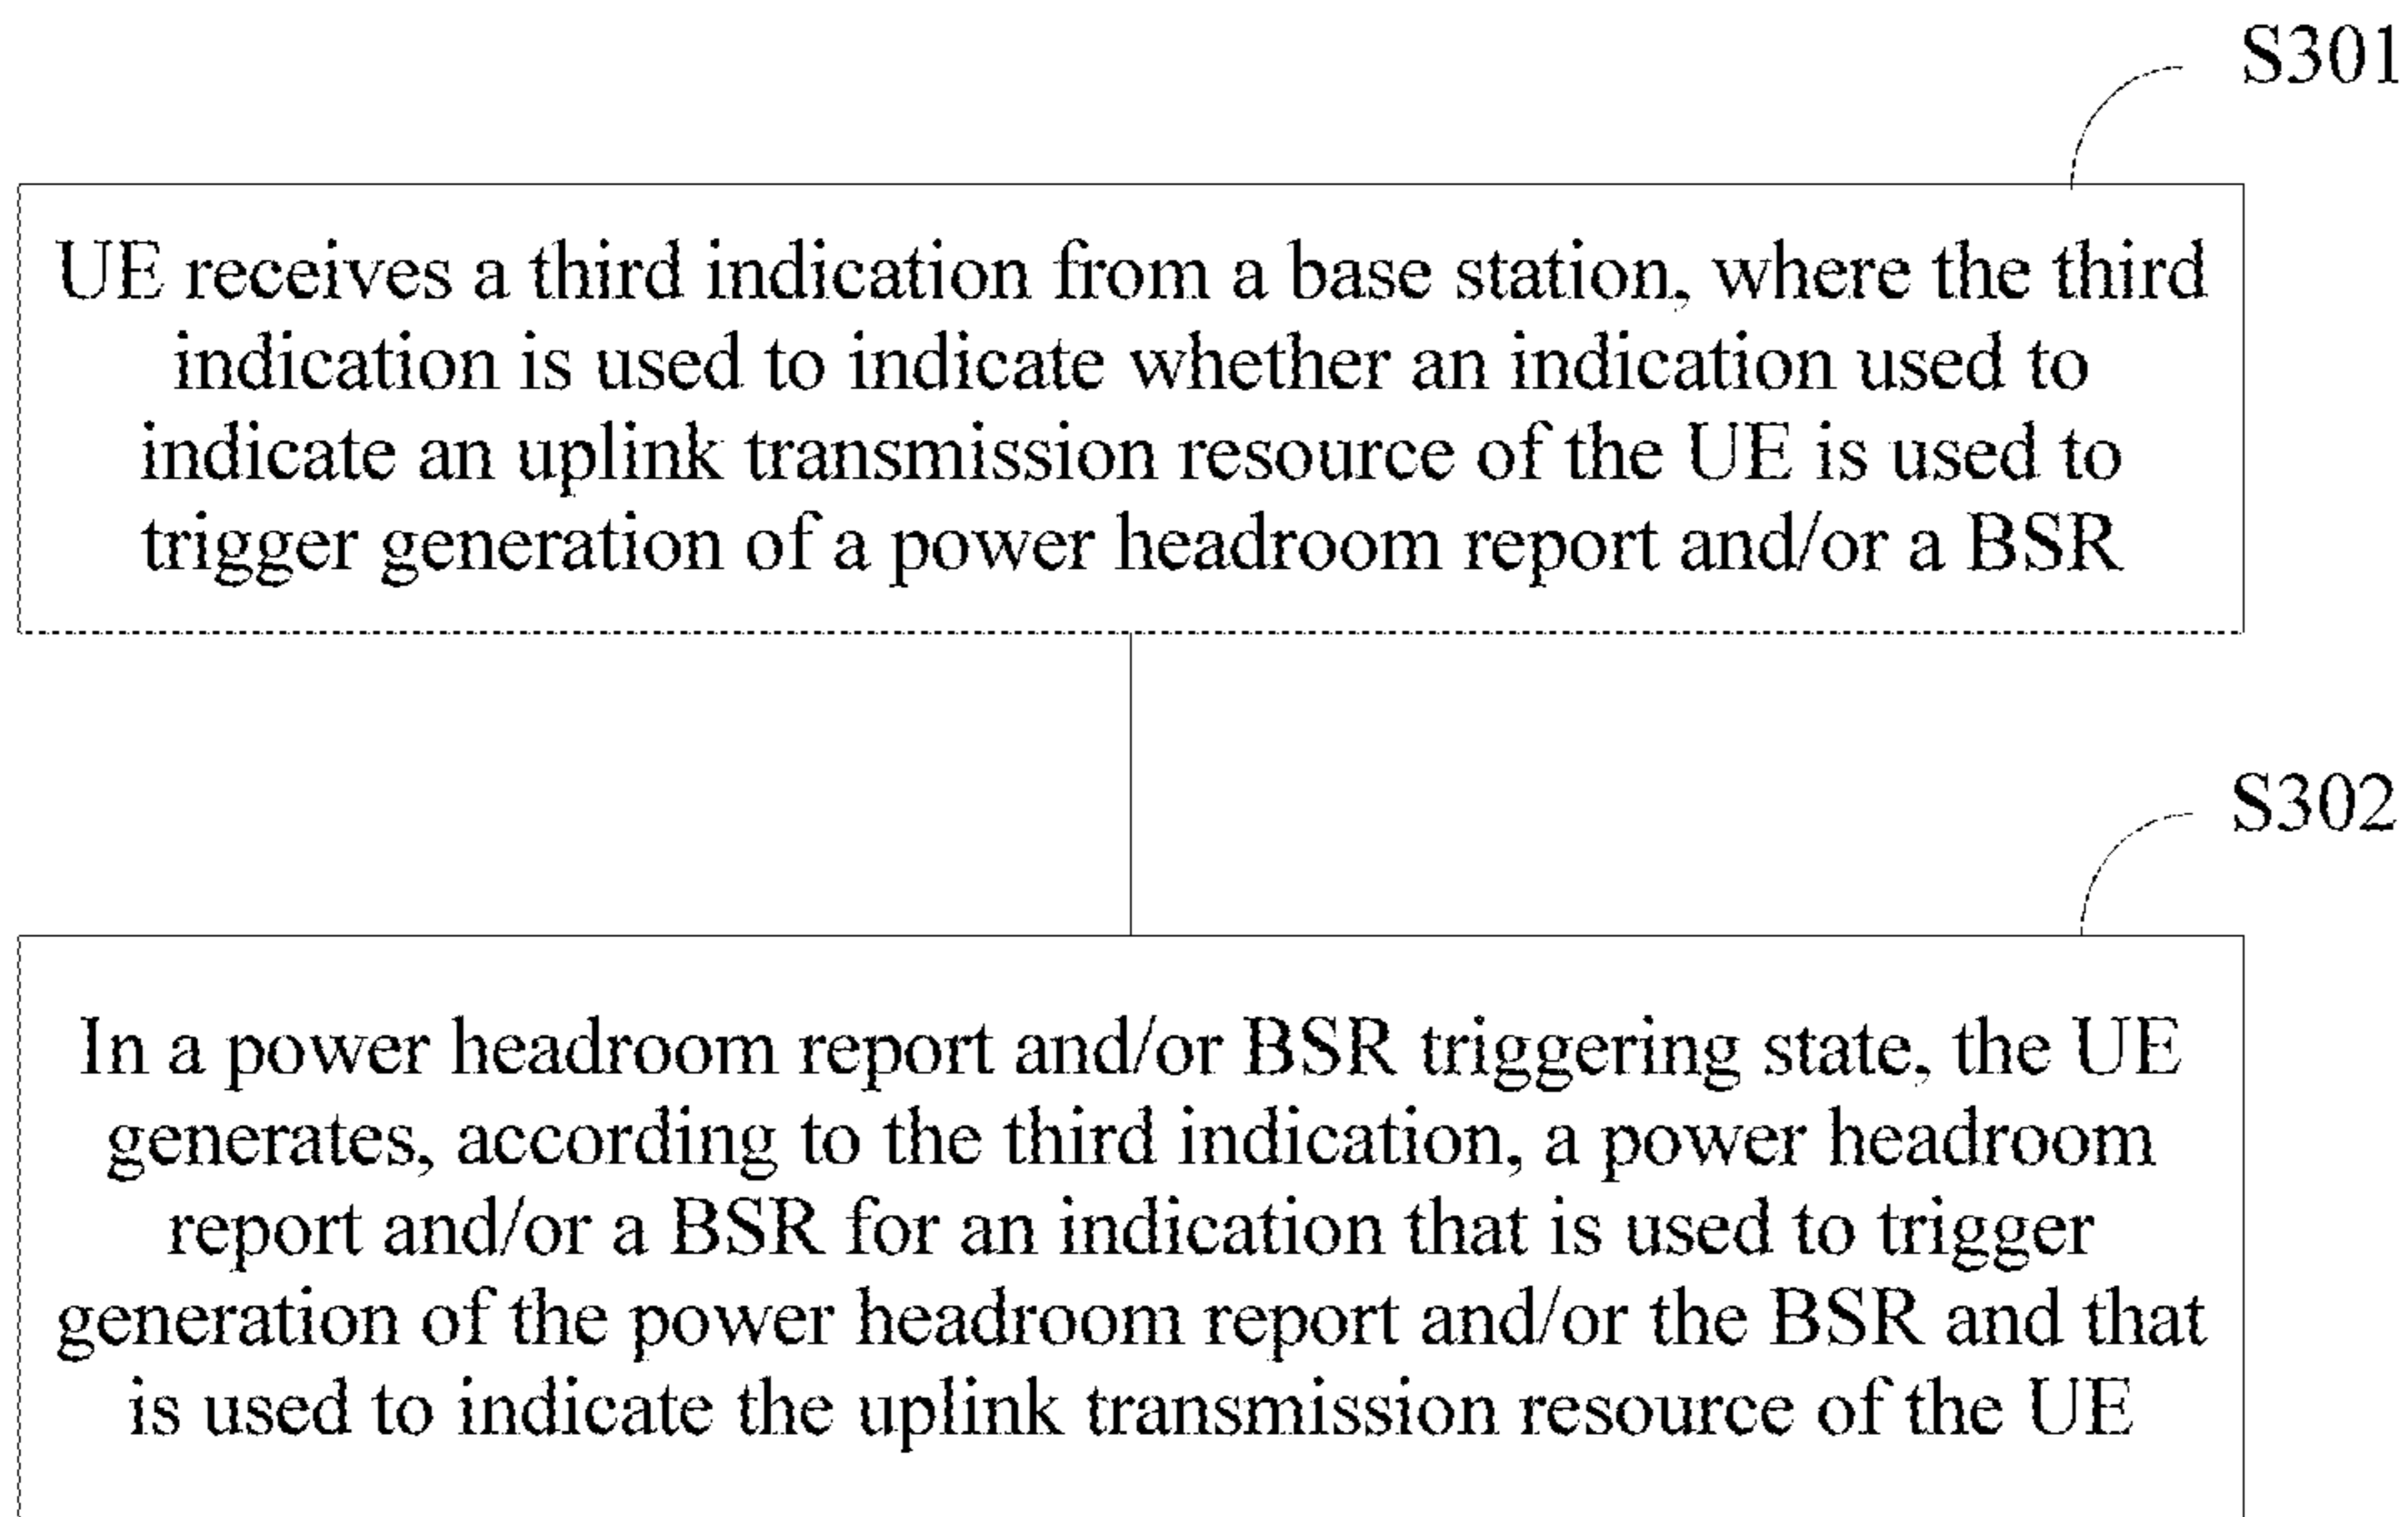 S301
UE receives a third indication from a base station, where the third
indication is used to indicate whether an indication used to
indicate an uplink transmission resource of the UE is used to
trigger generation of a power headroom report and/or a BSR
S302
In a power headroom report and/or BSR triggering state, the UE
generates, according to the third indication, a power headroom
report and/or a BSR for an indication that is used to trigger
generation of the power headroom report and/or the BSR and that
is used to indicate the uplink transmission resource of the UE